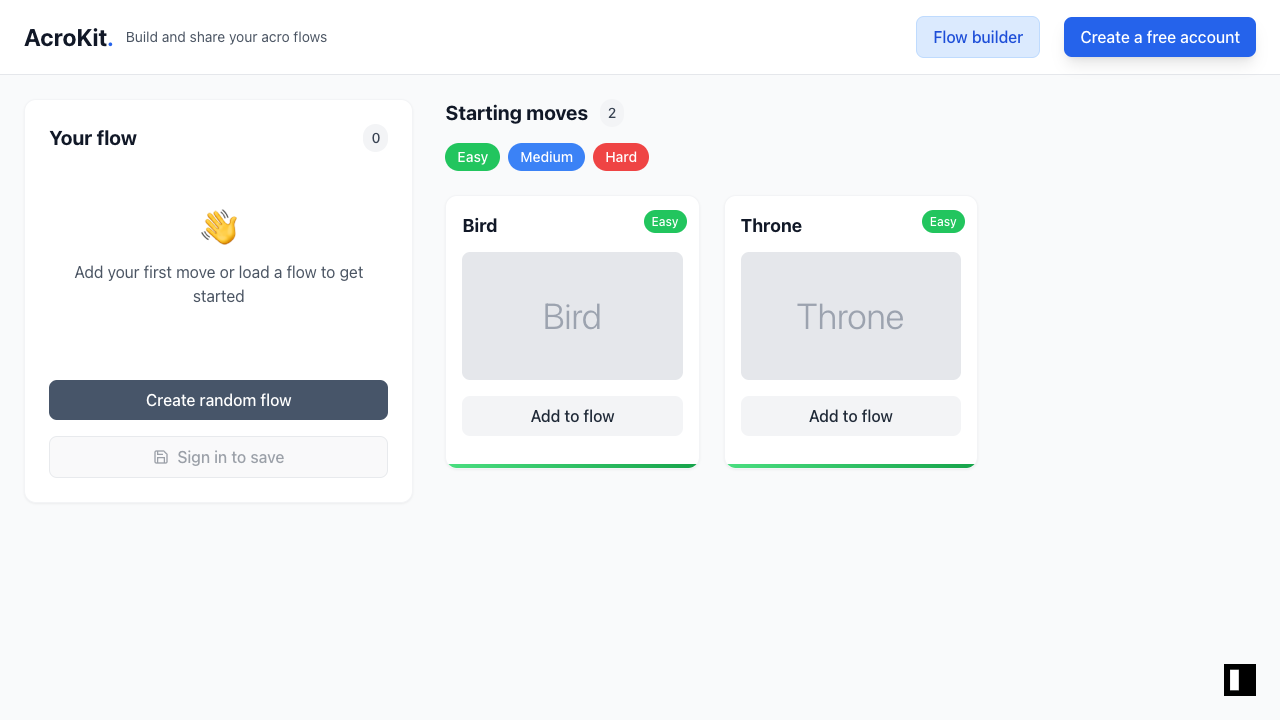 AcroKit.
Build and share your acro flows
Flow builder
Create a free account
Your flow
0
Add your first move or load a flow to get
started
Create random flow
Sign in to save
Starting moves
2
Easy
Medium
Hard
Bird
Easy
Bird
Add to flow
Throne
Easy
Throne
Add to flow